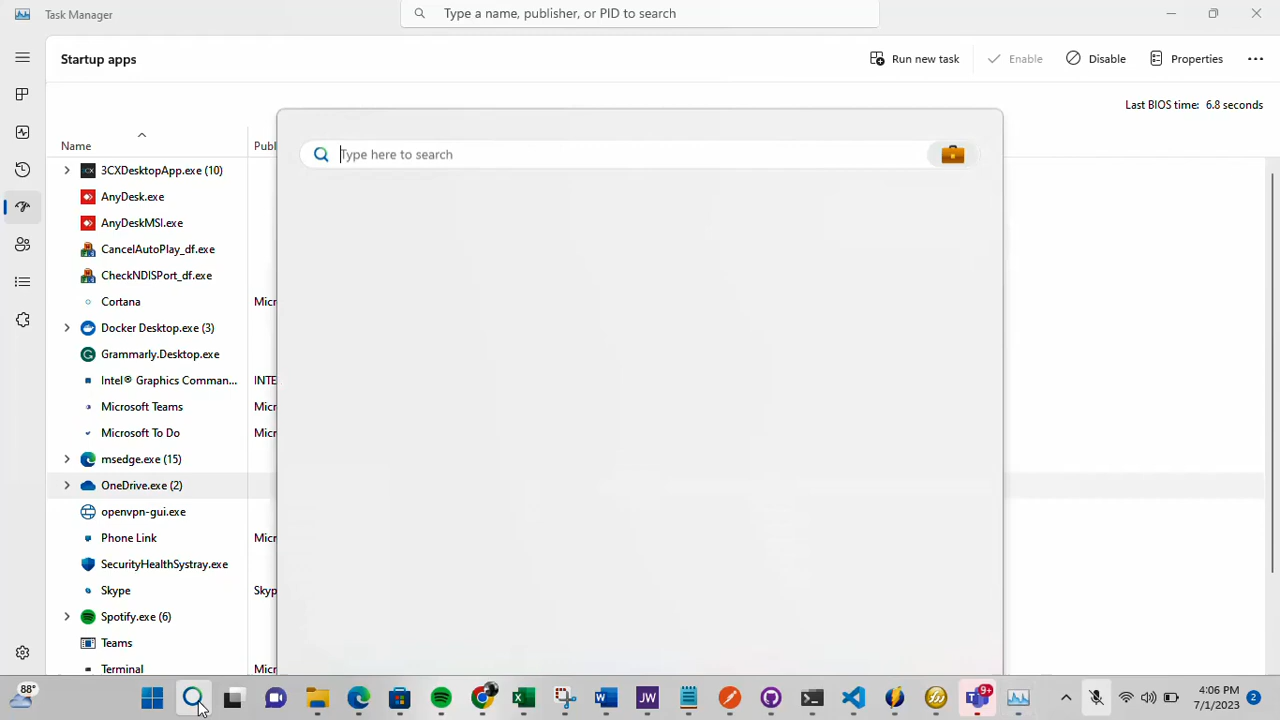 Task Manager
Type a name, publisher, or PID to search
Startup apps
Run new task
Enable
Disable
Properties
Last BIOS time: 6.8 seconds
Name
Publ
Type here to search
3CXDesktopApp.exe (10)
AnyDesk.exe
AnyDeskMSI.exe
CancelAutoPlay_df.exe
CheckNDISPort_df.exe
Cortana Micr
Docker Desktop.exe (3)
Grammarly.Desktop.exe
Intel® Graphics Comman... INTE
Microsoft Teams Micr
Microsoft To Do Micr
msedge.exe (15)
OneDrive.exe (2)
openvpn-gui.exe
Phone Link Micr
SecurityHealthSystray.exe
Skype Skyp
Spotify.exe (6)
Teams
Terminal Micr
88°
JW
9+
4:06 PM
7/1/2023
2